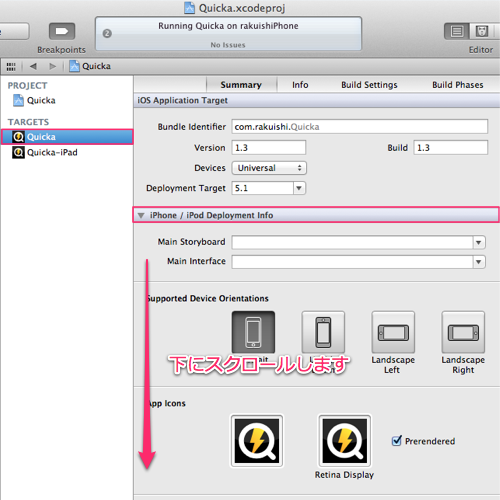 Quicka.xcodeproj
Running Quicka on rakuishiPhone
2
No Issues
Breakpoints
Editor
Quicka
PROJECT
Quicka
TARGETS
Quicka
Quicka-iPad
Summary Info Build Settings Build Phases
iOS Application Target
Bundle Identifier com.rakuishi.Quicka
Version 1.3 Build 1.3
Devices Universal
Deployment Target 5.1
iPhone / iPod Deployment Info
Main Storyboard
Main Interface
Supported Device Orientations
下にスクロールします
Landscape Left
Landscape Right
App Icons
Prerendered
Retina Display